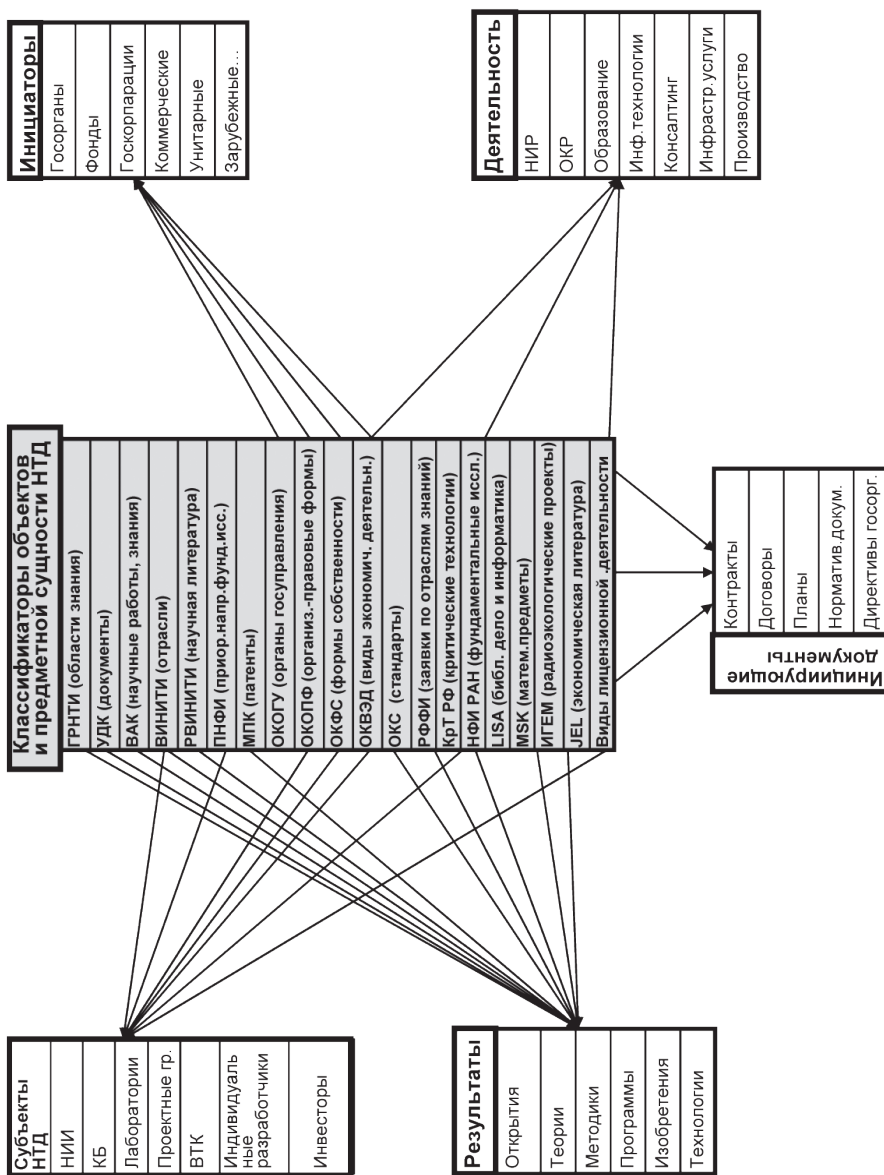 Субъекты
НТД
НИИ
КБ
Лаборатории
Проектные гр.
ВТК
Индивидуаль
ные
разработчики
Инвесторы
Результаты
Открытия
Теории
Методики
Программы
Изобретения
Технологии
Классификаторы объектов
и предметной сущности НТД
ГРНТИ (области знания)
УДК (документы)
ВАК (научные работы, знания)
ВИНИТИ (отрасли)
РВИНИТИ (научная литература)
ПНФИ (приор.напр.фунд.исс.)
МПК (патенты)
ОКОГУ (органы госуправления)
ОКОПФ (организ.-правовые формы)
ОКФС (формы собственности)
ОКВЭД (виды экономич. деятельн.)
ОКС (стандарты)
РФФИ (заявки по отраслям знаний)
КрТ РФ (критические технологии)
НФИ РАН (фундаментальные иссл.)
LISA (библ. дело и информатика)
MSK (матем.предметы)
ИГЕМ (радиоэкологические проекты)
JEL (экономическая литература)
Виды лицензионной .деятельности
Инициирующие
документы
Контракты
Договоры
Планы
Норматив.докум.
Директивы госорг.
Инициаторы
Госорганы
Фонды
Госкорпарации
Коммерческие
Унитарные
Зарубежные...
Деятельность
НИР
ОКР
Образование
Инф.технологии
Консалтинг
Инфрастр.услуги
Производство